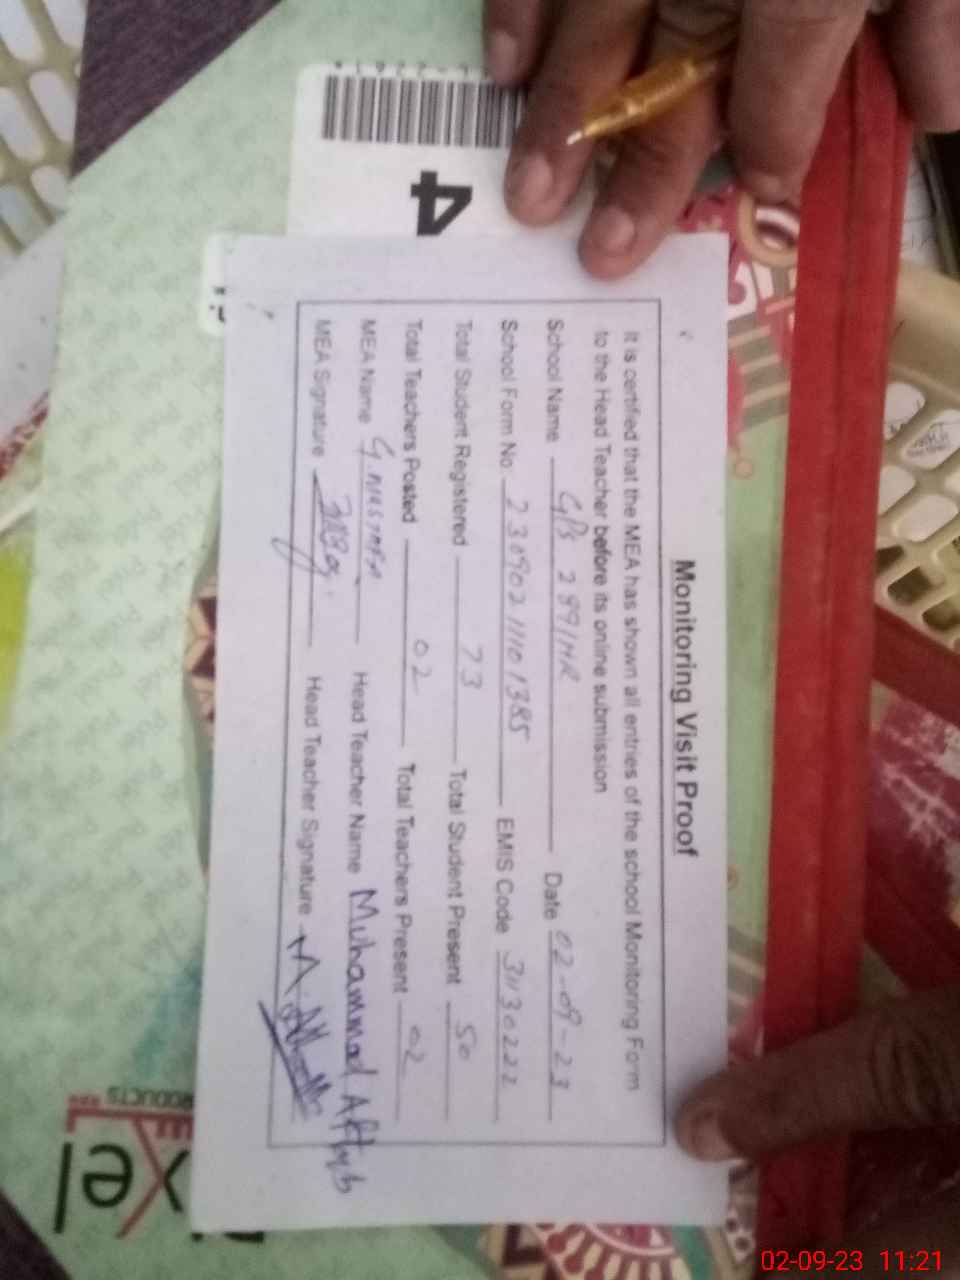 4
Monitoring Visit Proof
It is certified that the MEA has shown all entries of the school Monitoring Form
to the Head Teacher before its online submission
School Name GPS 289/HR Date 02-09-23
School Form No. 23090211101385 EMIS Code 31130222
Total Student Registered 73 Total Student Present 50
Total Teachers Posted 02 Total Teachers Present 02
MEA Name Head Teacher Name Muhammad Aftab
MEA Signature Head Teacher Signature
PRODUCTS
02-09-23 11:21